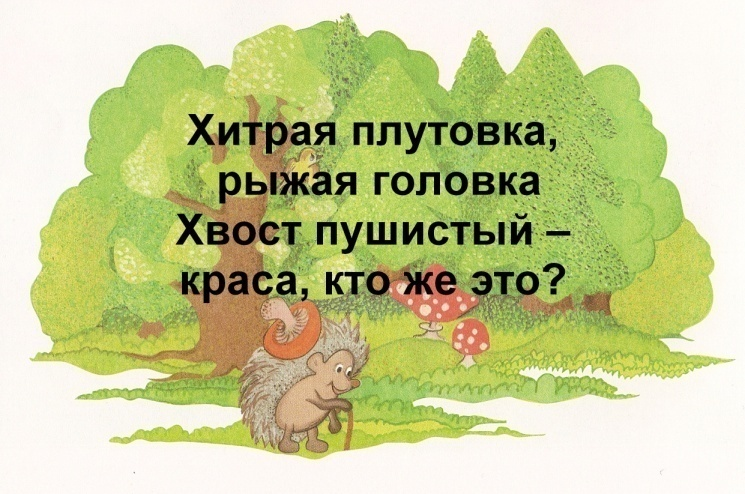 Хитрая плутовка,
рыжая головка
Хвост пушистый –
краса, кто же это?